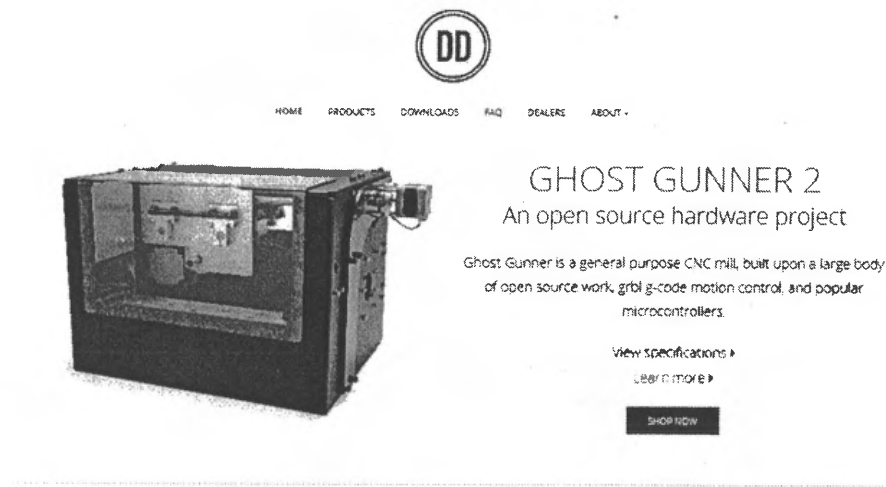 DD
HOME PRODUCTS DOWNLOADS FAQ DEALERS ABOUT
GHOST GUNNER 2
An open source hardware project
Ghost Gunner is a general purpose CNC mill, built upon a large body
of open source work, grbl g-code motion control, and popular
microcontrollers.
View specifications
Learn more
SHOP NOW